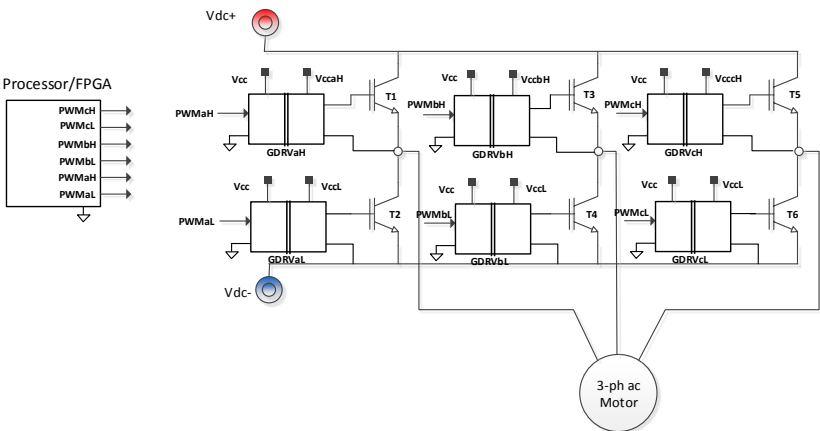 Vdc+
Processor/FPGA
PWMcH
PWMcL
PWMbH
PWMbL
PWMaH
PWMaL
Vcc
VccaH
PWMaH
T1
GDRVaH
Vcc
VccbH
PWMbH
T3
GDRVbH
Vcc
VcccH
PWMcH
T5
GDRVcH
Vcc
VccL
PWMaL
T2
GDRVaL
Vcc
VccL
PWMbL
T4
GDRVbL
Vcc
VccL
PWMcL
T6
GDRVcL
Vdc-
3-ph ac
Motor